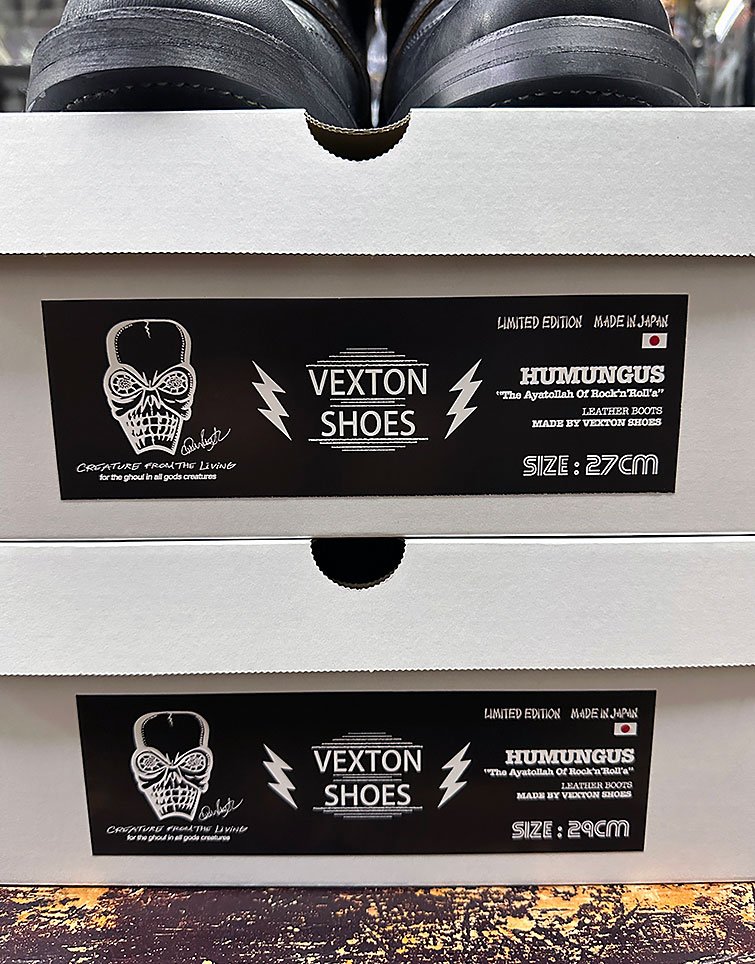 LIMITED EDITION MADE IN JAPAN
VEXTON
SHOES
HUMUNGUS
"The Ayatollah Of Rock'n'Roll'a"
LEATHER BOOTS
MADE BY VEXTON SHOES
CREATURE FROM THE LIVING
for the ghoul in all gods creatures
SIZE : 27CM
LIMITED EDITION MADE IN JAPAN
VEXTON
SHOES
HUMUNGUS
"The Ayatollah Of Rock'n'Roll'a"
LEATHER BOOTS
MADE BY VEXTON SHOES
CREATURE FROM THE LIVING
for the ghoul in all gods creatures
SIZE : 29CM